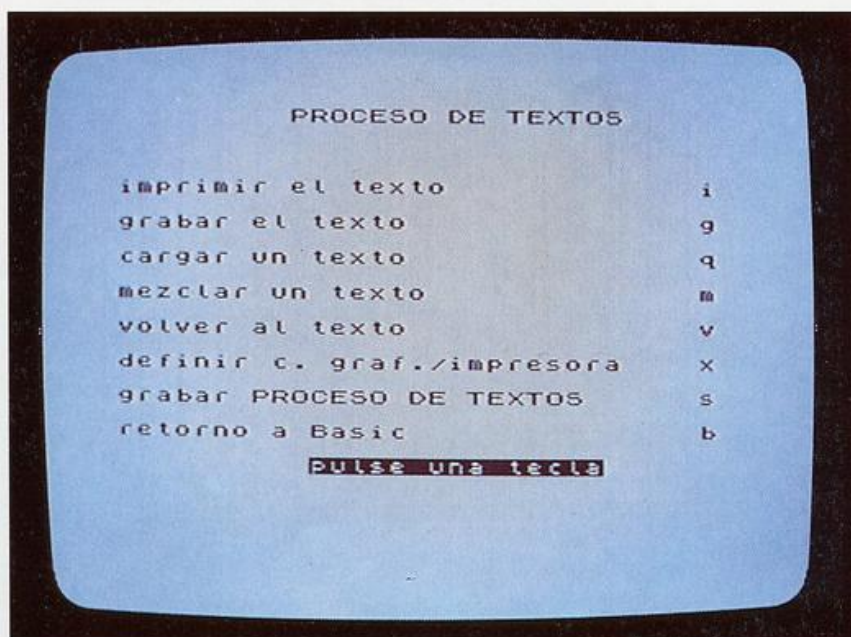 PROCESO DE TEXTOS
imprimir el texto i
grabar el texto g
cargar un texto q
mezclar un texto m
volver al texto v
definir c. graf./impresora x
grabar PROCESO DE TEXTOS s
retorno a Basic b
pulse una tecla